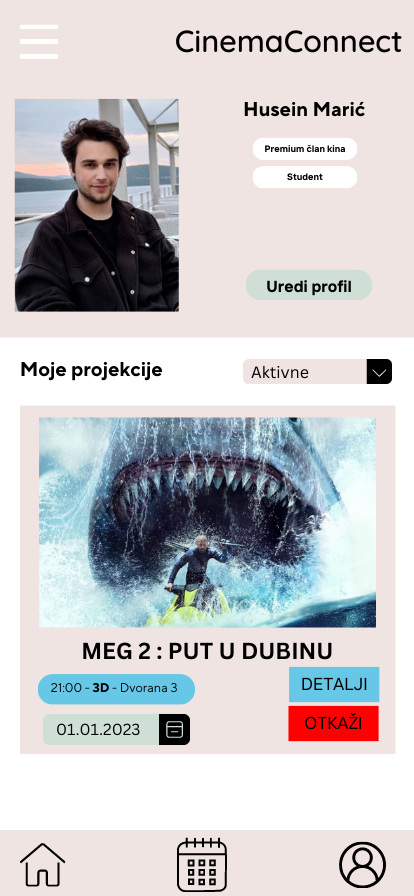 CinemaConnect
Husein Marić
Premium član kina
Student
Uredi profil
Moje projekcije
Aktivne
MEG 2 : PUT U DUBINU
21:00 - 3D - Dvorana 3
DETALJI
01.01.2023
OTKAŽI